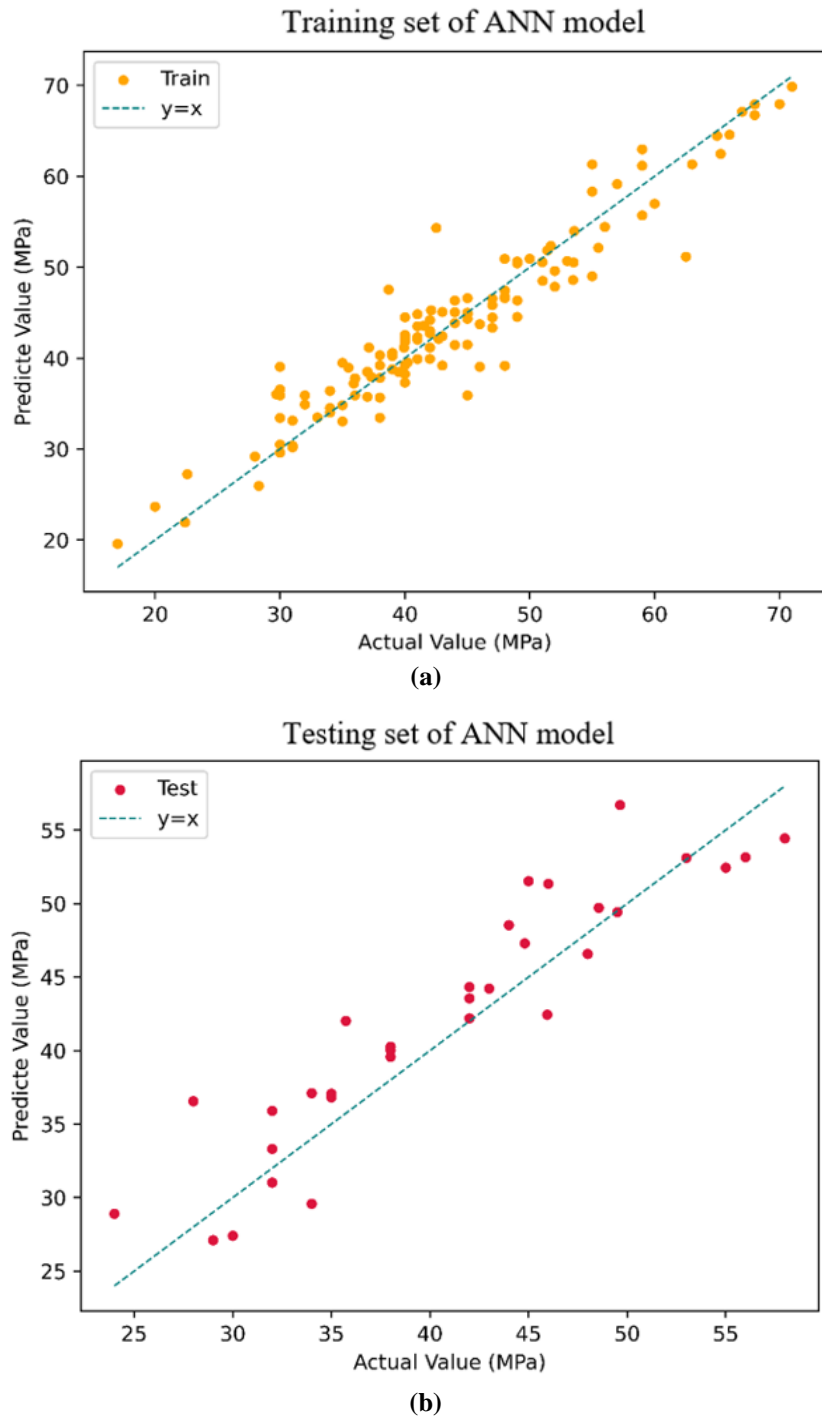 Training set of ANN model
Train
y=x
70
60
50
40
30
20
Predicte Value (MPa)
20 30 40 50 60 70
Actual Value (MPa)
(a)
Testing set of ANN model
Test
y=x
55
50
45
40
35
30
25
Predicte Value (MPa)
25 30 35 40 45 50 55
Actual Value (MPa)
(b)